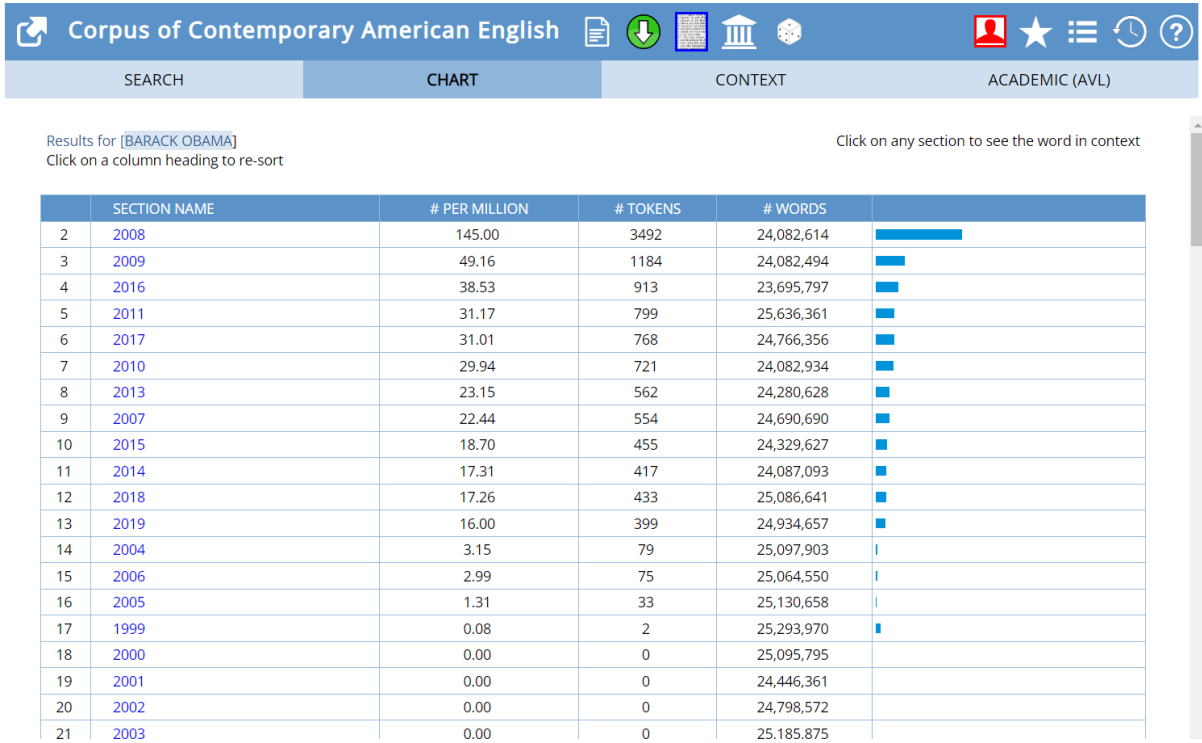 Corpus of Contemporary American English
SEARCH CHART CONTEXT ACADEMIC (AVL)
Results for [BARACK OBAMA] Click on any section to see the word in context
Click on a column heading to re-sort
SECTION NAME # PER MILLION # TOKENS # WORDS
2 2008 145.00 3492 24,082,614
3 2009 49.16 1184 24,082,494
4 2016 38.53 913 23,695,797
5 2011 31.17 799 25,636,361
6 2017 31.01 768 24,766,356
7 2010 29.94 721 24,082,934
8 2013 23.15 562 24,280,628
9 2007 22.44 554 24,690,690
10 2015 18.70 455 24,329,627
11 2014 17.31 417 24,087,093
12 2018 17.26 433 25,086,641
13 2019 16.00 399 24,934,657
14 2004 3.15 79 25,097,903
15 2006 2.99 75 25,064,550
16 2005 1.31 33 25,130,658
17 1999 0.08 2 25,293,970
18 2000 0.00 0 25,095,795
19 2001 0.00 0 24,446,361
20 2002 0.00 0 24,798,572
21 2003 0.00 0 25,185,875